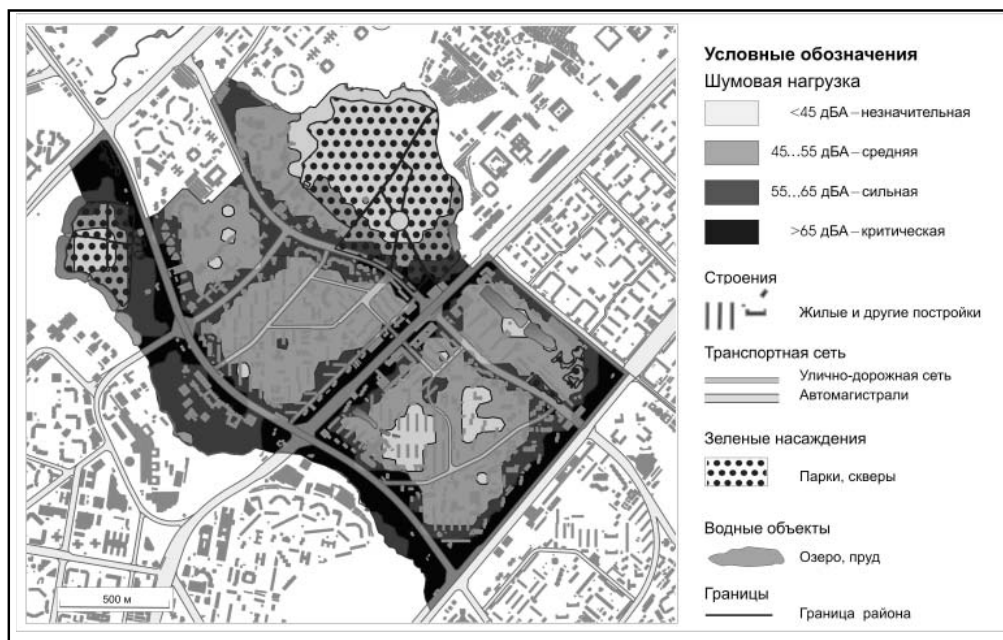 Условные обозначения
Шумовая нагрузка
<45 дБА – незначительная
45...55 дБА – средняя
55...65 дБА – сильная
>65 дБА – критическая
Строения
Жилые и другие постройки
Транспортная сеть
Улично-дорожная сеть
Автомагистрали
Зеленые насаждения
Парки, скверы
Водные объекты
Озеро, пруд
Границы
Граница района
500 м